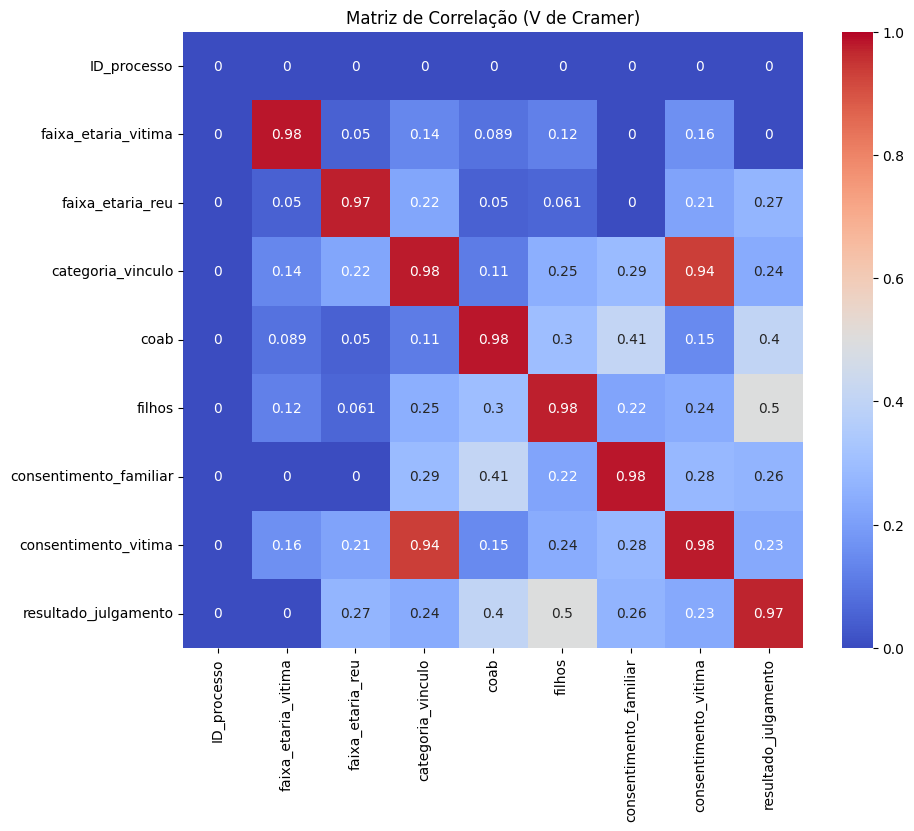 Matriz de Correlação (V de Cramer)
ID_processo 0 0 0 0 0 0 0 0 0
faixa_etaria_vitima 0 0.98 0.05 0.14 0.089 0.12 0 0.16 0
faixa_etaria_reu 0 0.05 0.97 0.22 0.05 0.061 0 0.21 0.27
categoria_vinculo 0 0.14 0.22 0.98 0.11 0.25 0.29 0.94 0.24
coab 0 0.089 0.05 0.11 0.98 0.3 0.41 0.15 0.4
filhos 0 0.12 0.061 0.25 0.3 0.98 0.22 0.24 0.5
consentimento_familiar 0 0 0 0.29 0.41 0.22 0.98 0.28 0.26
consentimento_vitima 0 0.16 0.21 0.94 0.15 0.24 0.28 0.98 0.23
resultado_julgamento 0 0 0.27 0.24 0.4 0.5 0.26 0.23 0.97
ID_processo
faixa_etaria_vitima
faixa_etaria_reu
categoria_vinculo
coab
filhos
consentimento_familiar
consentimento_vitima
resultado_julgamento
1.0
0.8
0.6
0.4
0.2
0.0